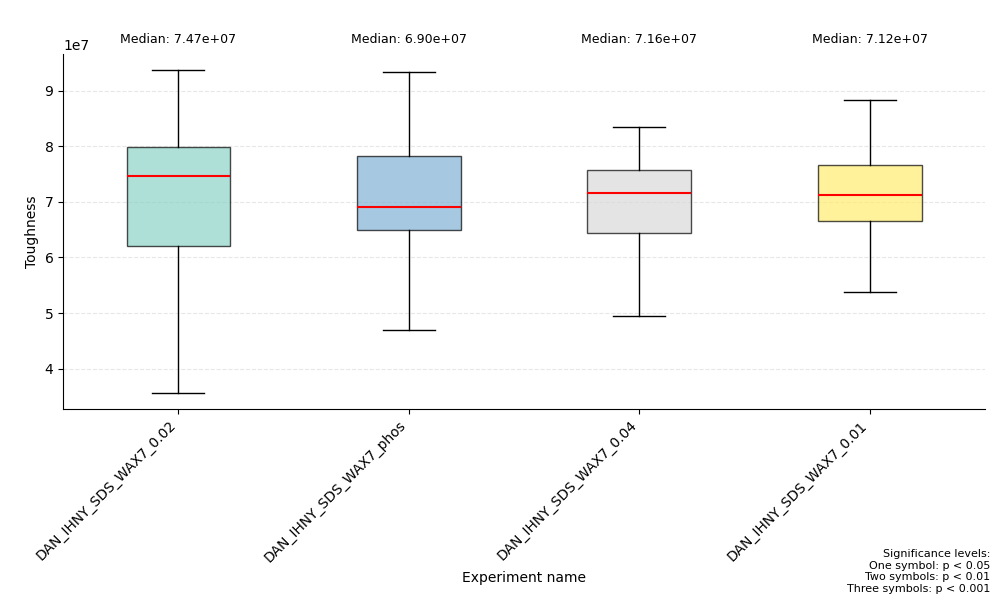 Median: 7.47e+07 Median: 6.90e+07 Median: 7.16e+07 Median: 7.12e+07
1e7
9
8
7
6
5
4
Toughness
DAN_IHNY_SDS_WAX7_0.02
DAN_IHNY_SDS_WAX7_phos
DAN_IHNY_SDS_WAX7_0.04
DAN_IHNY_SDS_WAX7_0.01
Experiment name
Significance levels:
One symbol: p < 0.05
Two symbols: p < 0.01
Three symbols: p < 0.001